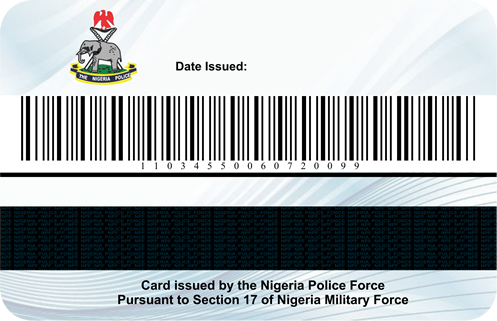 THE NIGERIA POLICE
Date Issued:
11034550060720099
Card issued by the Nigeria Police Force
Pursuant to Section 17 of Nigeria Military Force